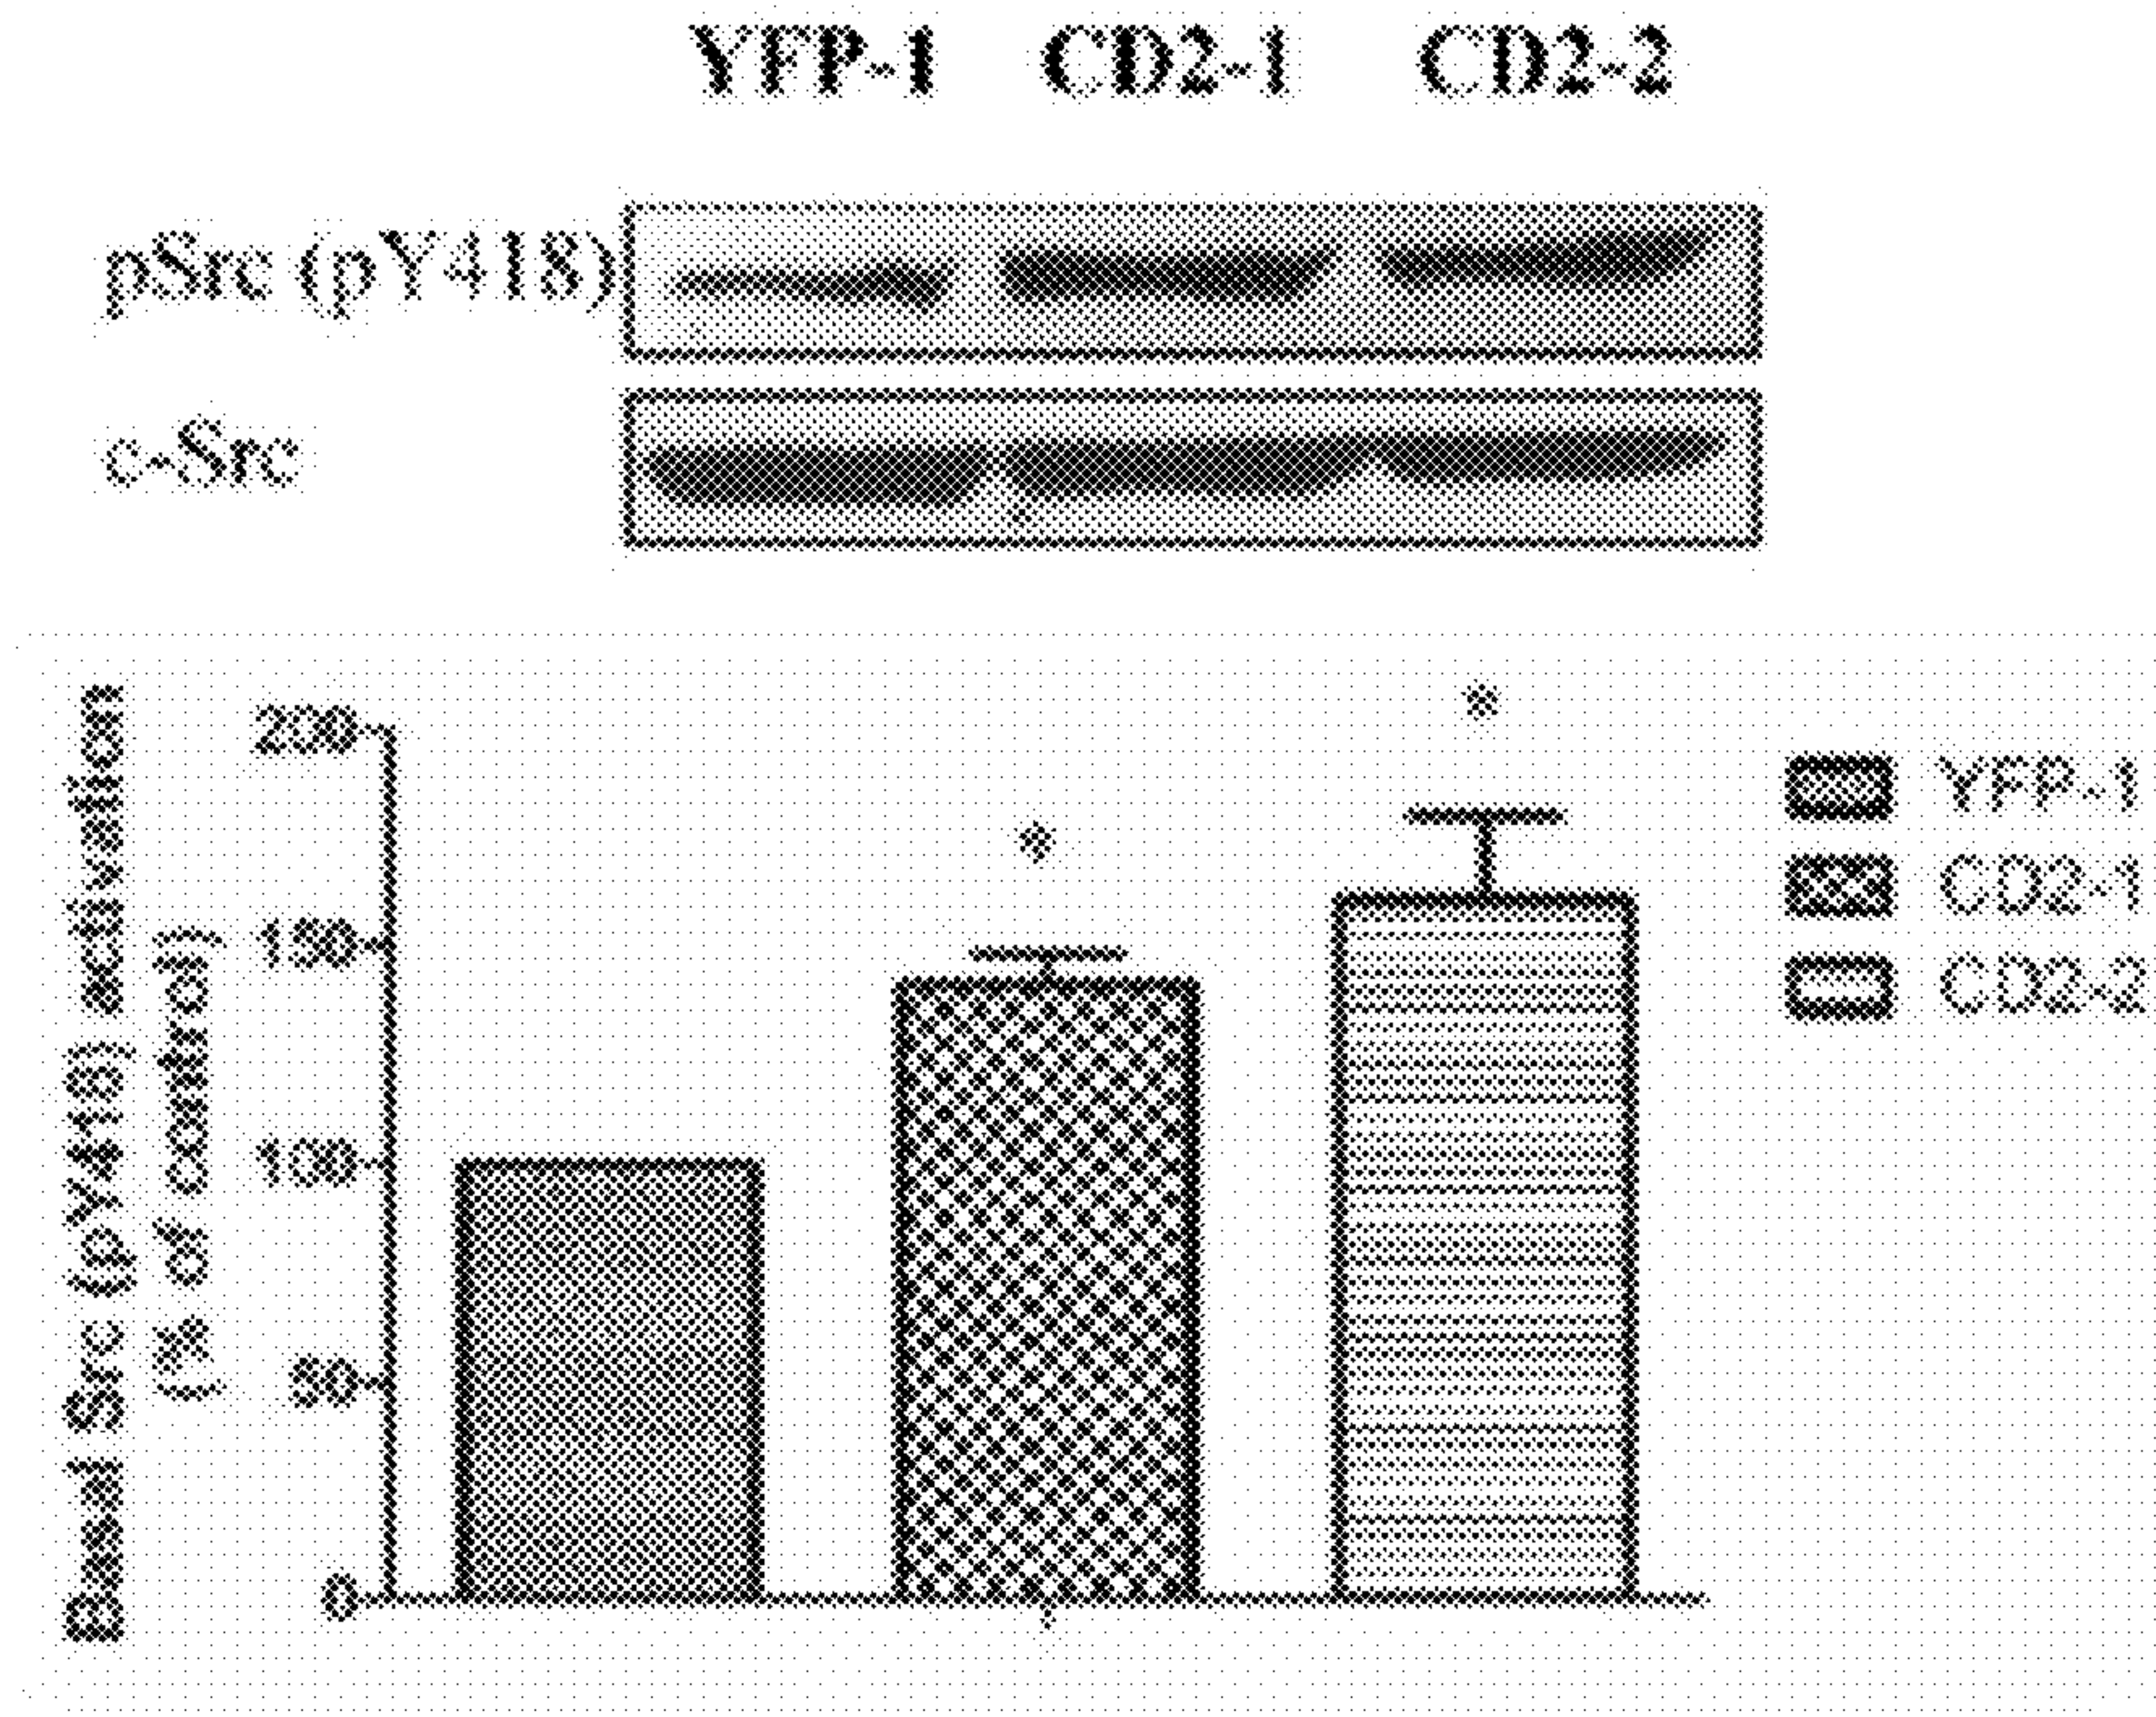 YFP-1 CD2-1 CD2-2
pSrc (pY418)
c-Src
Basal Src (pY418) activation
(% of control)
200
150
100
50
0
*
*
YFP-1
CD2-1
CD2-2